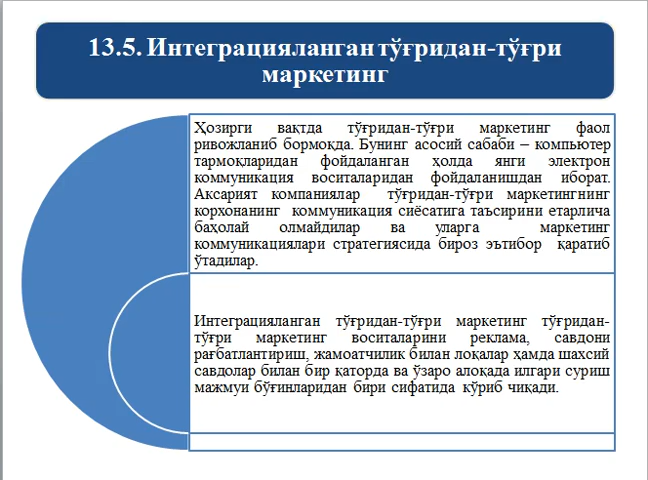 13.5. Интеграцияланган тўғридан-тўғри
маркетинг
Ҳозирги вақтда тўғридан-тўғри маркетинг фаол
ривожланиб бормоқда. Бунинг асосий сабаби – компьютер
тармоқларидан фойдаланган ҳолда янги электрон
коммуникация воситаларидан фойдаланишдан иборат.
Аксарият компаниялар тўғридан-тўғри маркетингнинг
корхонанинг коммуникация сиёсатига таъсирини етарлича
баҳолай олмайдилар ва уларга маркетинг
коммуникациялари стратегиясида бироз эътибор қаратиб
ўтадилар.
Интеграцияланган тўғридан-тўғри маркетинг тўғридан-
тўғри маркетинг воситаларини реклама, савдони
рағбатлантириш, жамоатчилик билан лоқалар ҳамда шахсий
савдолар билан бир қаторда ва ўзаро алоқада илгари суриш
мажмуи бўғинларидан бири сифатида кўриб чиқади.